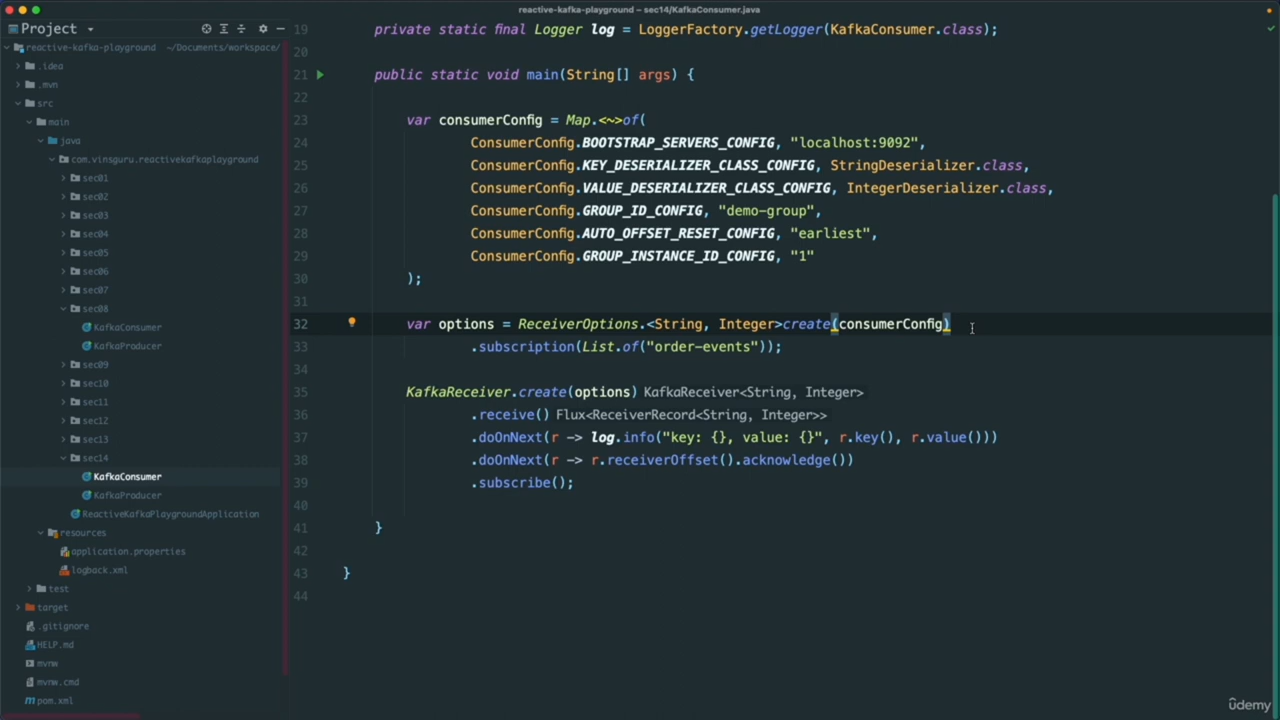 reactive-kafka-playground – sec14/KafkaConsumer.java
Project
reactive-kafka-playground ~/Documents/workspace/
.idea
.mvn
src
main
java
com.vinsguru.reactivekafkaplayground
sec01
sec02
sec03
sec04
sec05
sec06
sec07
sec08
KafkaConsumer
KafkaProducer
sec09
sec10
sec11
sec12
sec13
sec14
KafkaConsumer
KafkaProducer
ReactiveKafkaPlaygroundApplication
resources
application.properties
logback.xml
test
target
.gitignore
HELP.md
mvnw
mvnw.cmd
pom.xml
19 private static final Logger log = LoggerFactory.getLogger(KafkaConsumer.class);
20
21 public static void main(String[] args) {
22
23 var consumerConfig = Map.<~>of(
24 ConsumerConfig.BOOTSTRAP_SERVERS_CONFIG, "localhost:9092",
25 ConsumerConfig.KEY_DESERIALIZER_CLASS_CONFIG, StringDeserializer.class,
26 ConsumerConfig.VALUE_DESERIALIZER_CLASS_CONFIG, IntegerDeserializer.class,
27 ConsumerConfig.GROUP_ID_CONFIG, "demo-group",
28 ConsumerConfig.AUTO_OFFSET_RESET_CONFIG, "earliest",
29 ConsumerConfig.GROUP_INSTANCE_ID_CONFIG, "1"
30 );
31
32 var options = ReceiverOptions.<String, Integer>create(consumerConfig)
33 .subscription(List.of("order-events"));
34
35 KafkaReceiver.create(options) KafkaReceiver<String, Integer>
36 .receive() Flux<ReceiverRecord<String, Integer>>
37 .doOnNext(r -> log.info("key: {}, value: {}", r.key(), r.value()))
38 .doOnNext(r -> r.receiverOffset().acknowledge())
39 .subscribe();
40
41 }
42
43 }
44
udemy